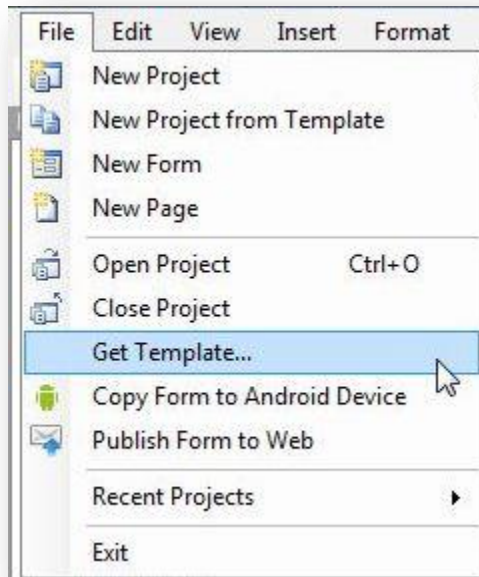 File Edit View Insert Format
New Project
New Project from Template
New Form
New Page
Open Project Ctrl+O
Close Project
Get Template...
Copy Form to Android Device
Publish Form to Web
Recent Projects
Exit